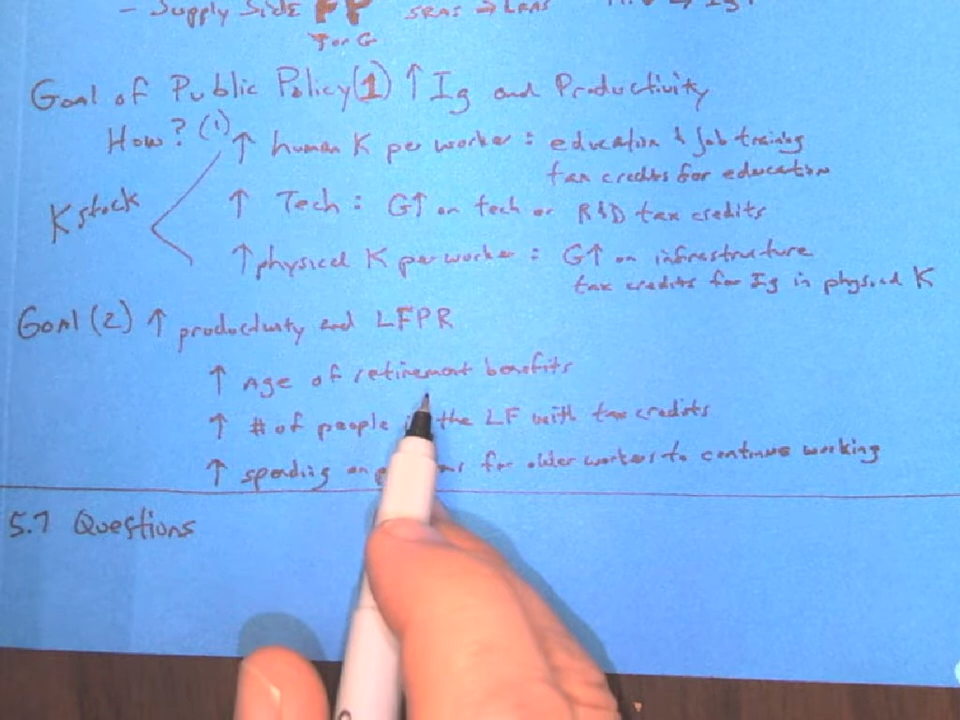 - Supply Side FP SRAS → LRAS
T or G
Goal of Public Policy (1) ↑ Ig and Productivity
How? (1) ↑ human K per worker : education & job training
tax credits for education
K stock
↑ Tech : G↑ on tech or R&D tax credits
↑ physical K per worker : G↑ on infrastructure
tax credits for Ig in physical K
Goal (2) ↑ productivity and LFPR
↑ Age of retirement benefits
↑ # of people the LF with tax credits
↑ spending on for older workers to continue working
5.7 Questions